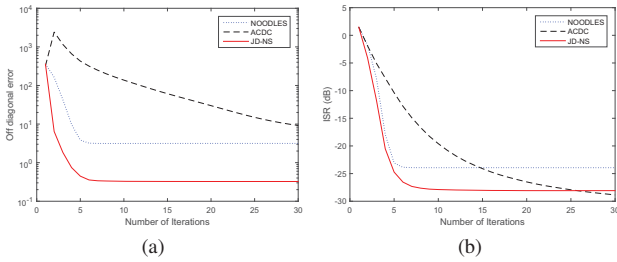 10^4
10^3
10^2
10^1
10^0
10^-1
Off diagonal error
0 5 10 15 20 25 30
Number of Iterations
NOODLES
ACDC
JD-NS
(a)
5
0
-5
-10
-15
-20
-25
-30
ISR (dB)
0 5 10 15 20 25 30
Number of Iterations
NOODLES
ACDC
JD-NS
(b)